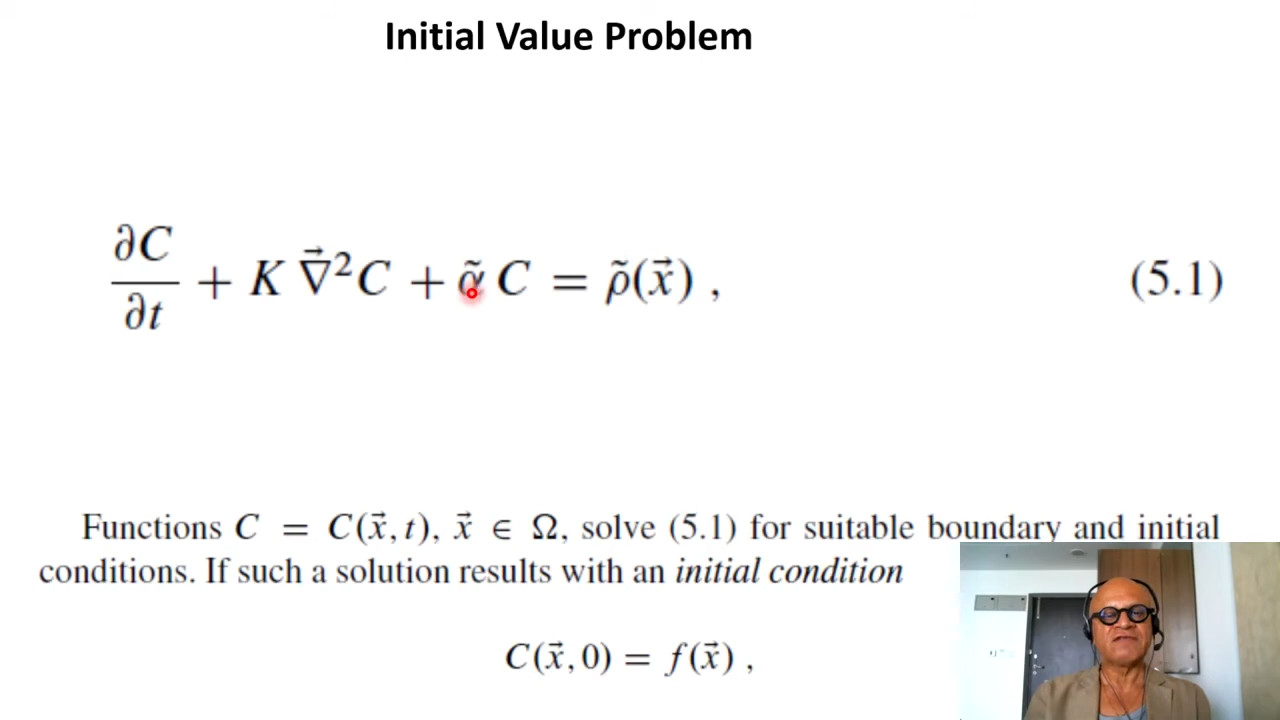 Initial Value Problem
∂C/∂t + K ∇⃗²C + α̃ C = ρ̃(x⃗) , (5.1)
Functions C = C(x⃗, t), x⃗ ∈ Ω, solve (5.1) for suitable boundary and initial
conditions. If such a solution results with an initial condition
C(x⃗, 0) = f(x⃗) ,